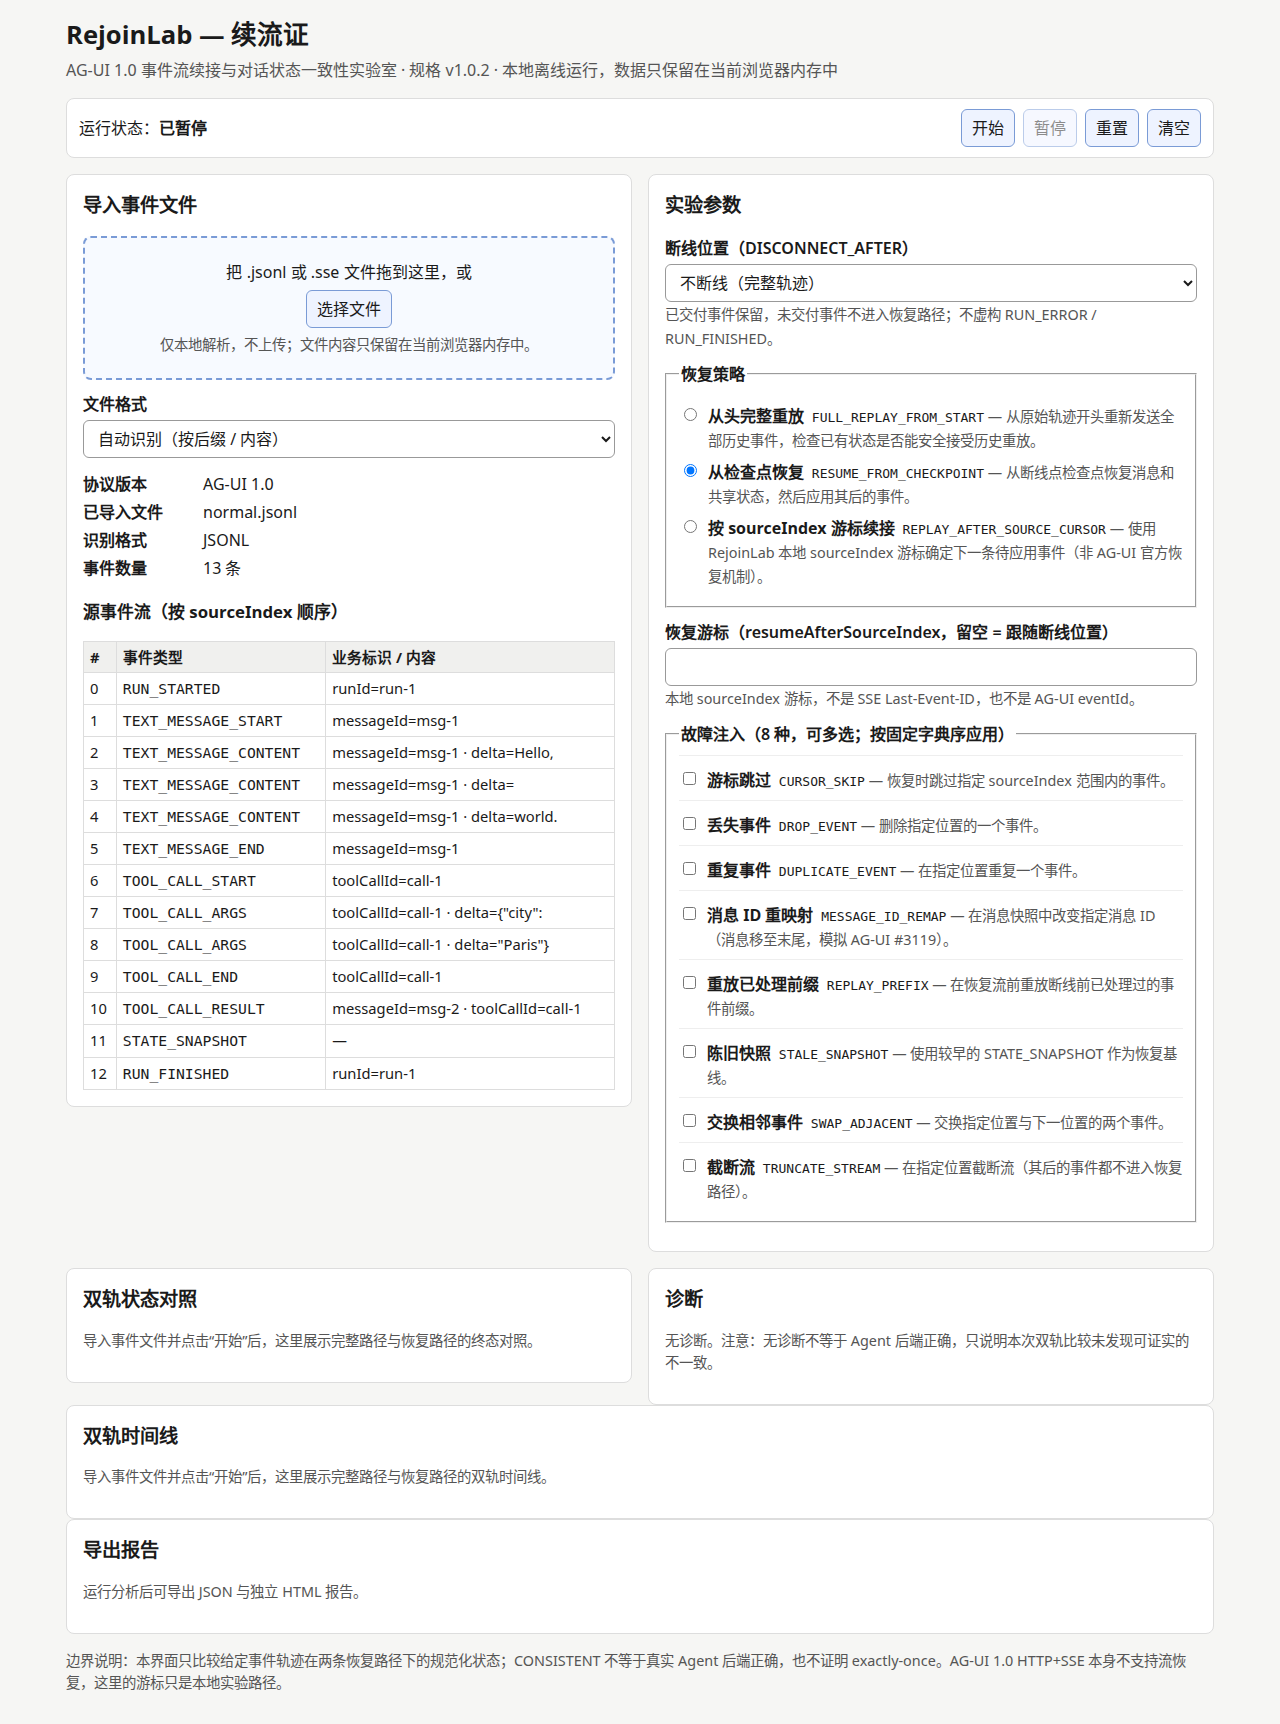 RejoinLab — 续流证
AG-UI 1.0 事件流续接与对话状态一致性实验室 · 规格 v1.0.2 · 本地离线运行，数据只保留在当前浏览器内存中
运行状态：已暂停
开始 暂停 重置 清空
导入事件文件
把 .jsonl 或 .sse 文件拖到这里，或
选择文件
仅本地解析，不上传；文件内容只保留在当前浏览器内存中。
文件格式
自动识别（按后缀 / 内容）
协议版本 AG-UI 1.0
已导入文件 normal.jsonl
识别格式 JSONL
事件数量 13 条
源事件流（按 sourceIndex 顺序）
# 事件类型 业务标识 / 内容
0 RUN_STARTED runId=run-1
1 TEXT_MESSAGE_START messageId=msg-1
2 TEXT_MESSAGE_CONTENT messageId=msg-1 · delta=Hello,
3 TEXT_MESSAGE_CONTENT messageId=msg-1 · delta=
4 TEXT_MESSAGE_CONTENT messageId=msg-1 · delta=world.
5 TEXT_MESSAGE_END messageId=msg-1
6 TOOL_CALL_START toolCallId=call-1
7 TOOL_CALL_ARGS toolCallId=call-1 · delta={"city":
8 TOOL_CALL_ARGS toolCallId=call-1 · delta="Paris"}
9 TOOL_CALL_END toolCallId=call-1
10 TOOL_CALL_RESULT messageId=msg-2 · toolCallId=call-1
11 STATE_SNAPSHOT —
12 RUN_FINISHED runId=run-1
实验参数
断线位置（DISCONNECT_AFTER）
不断线（完整轨迹）
已交付事件保留，未交付事件不进入恢复路径；不虚构 RUN_ERROR /
RUN_FINISHED。
恢复策略
从头完整重放 FULL_REPLAY_FROM_START — 从原始轨迹开头重新发送全
部历史事件，检查已有状态是否能安全接受历史重放。
从检查点恢复 RESUME_FROM_CHECKPOINT — 从断线点检查点恢复消息和
共享状态，然后应用其后的事件。
按 sourceIndex 游标续接 REPLAY_AFTER_SOURCE_CURSOR — 使用
RejoinLab 本地 sourceIndex 游标确定下一条待应用事件（非 AG-UI 官方恢
复机制）。
恢复游标（resumeAfterSourceIndex，留空 = 跟随断线位置）
本地 sourceIndex 游标，不是 SSE Last-Event-ID，也不是 AG-UI eventId。
故障注入（8 种，可多选；按固定字典序应用）
游标跳过 CURSOR_SKIP — 恢复时跳过指定 sourceIndex 范围内的事件。
丢失事件 DROP_EVENT — 删除指定位置的一个事件。
重复事件 DUPLICATE_EVENT — 在指定位置重复一个事件。
消息 ID 重映射 MESSAGE_ID_REMAP — 在消息快照中改变指定消息 ID
（消息移至末尾，模拟 AG-UI #3119）。
重放已处理前缀 REPLAY_PREFIX — 在恢复流前重放断线前已处理过的事
件前缀。
陈旧快照 STALE_SNAPSHOT — 使用较早的 STATE_SNAPSHOT 作为恢复基
线。
交换相邻事件 SWAP_ADJACENT — 交换指定位置与下一位置的两个事件。
截断流 TRUNCATE_STREAM — 在指定位置截断流（其后的事件都不进入恢复
路径）。
双轨状态对照
导入事件文件并点击“开始”后，这里展示完整路径与恢复路径的终态对照。
诊断
无诊断。注意：无诊断不等于 Agent 后端正确，只说明本次双轨比较未发现可证实的
不一致。
双轨时间线
导入事件文件并点击“开始”后，这里展示完整路径与恢复路径的双轨时间线。
导出报告
运行分析后可导出 JSON 与独立 HTML 报告。
边界说明：本界面只比较给定事件轨迹在两条恢复路径下的规范化状态；CONSISTENT 不等于真实 Agent 后端正确，也不证明 exactly-once。AG-UI 1.0 HTTP+SSE 本身不支持流恢
复，这里的游标只是本地实验路径。